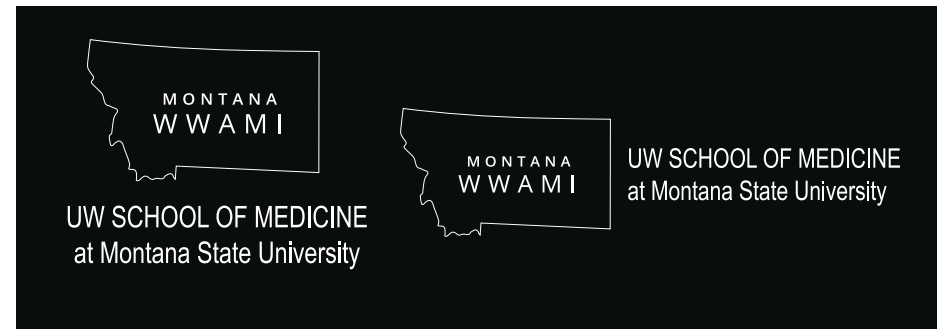 MONTANA
WWAMI
UW SCHOOL OF MEDICINE
at Montana State University
MONTANA
WWAMI
UW SCHOOL OF MEDICINE
at Montana State University